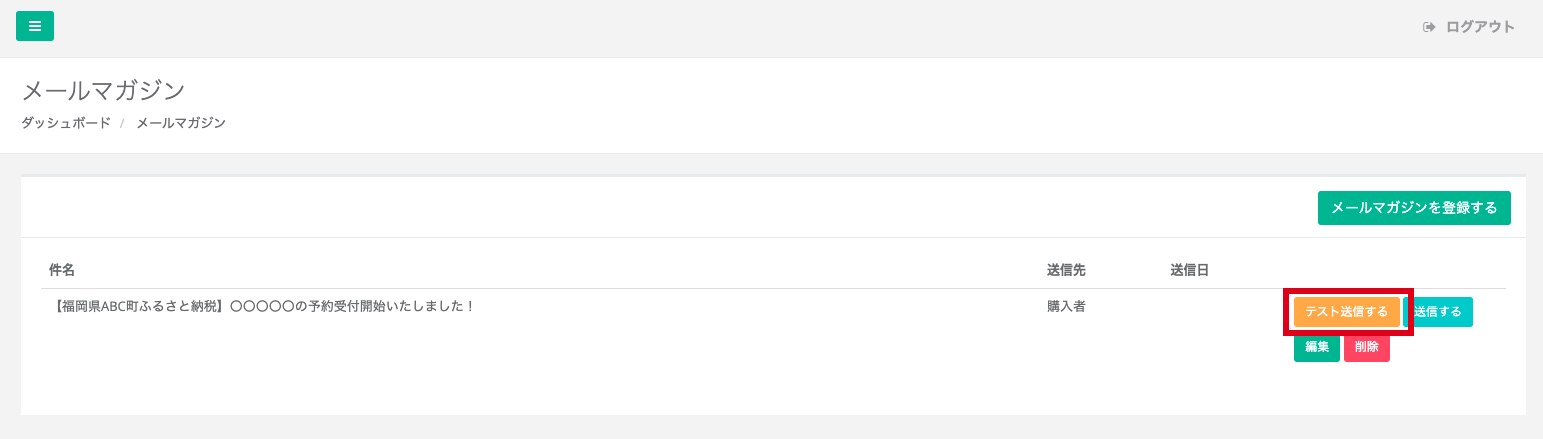 ログアウト
メールマガジン
ダッシュボード / メールマガジン
メールマガジンを登録する
件名 送信先 送信日
【福岡県ABC町ふるさと納税】〇〇〇〇〇の予約受付開始いたしました！ 購入者 テスト送信する 送信する
編集 削除